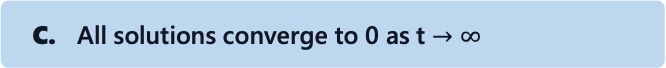 C. All solutions converge to 0 as t → ∞